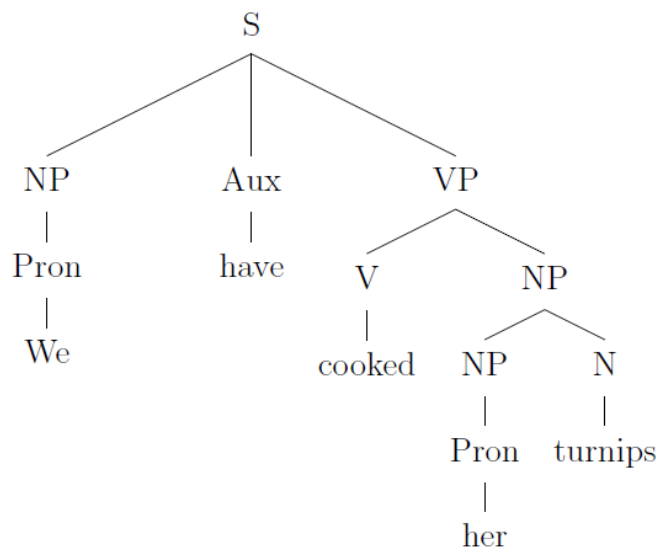 S
NP Aux VP
Pron have V NP
We cooked NP N
Pron turnips
her